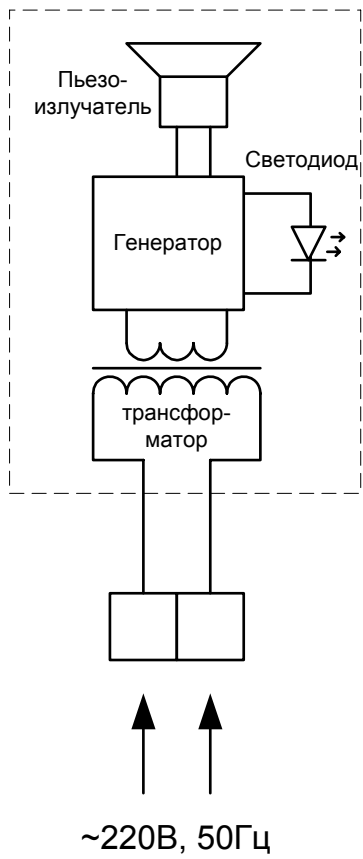 Пьезо-
излучатель
Светодиод
Генератор
трансфор-
матор
~220В, 50Гц